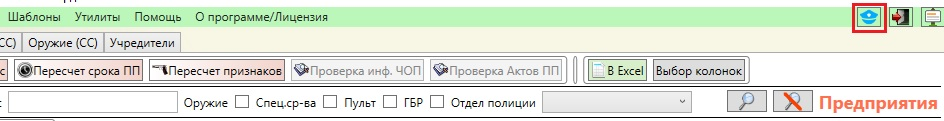 Шаблоны Утилиты Помощь О программе/Лицензия
СС) Оружие (СС) Учредители
с Пересчет срока ПП Пересчет признаков Проверка инф. ЧОП Проверка Актов ПП В Excel Выбор колонок
: Оружие Спец.ср-ва Пульт ГБР Отдел полиции Предприятия